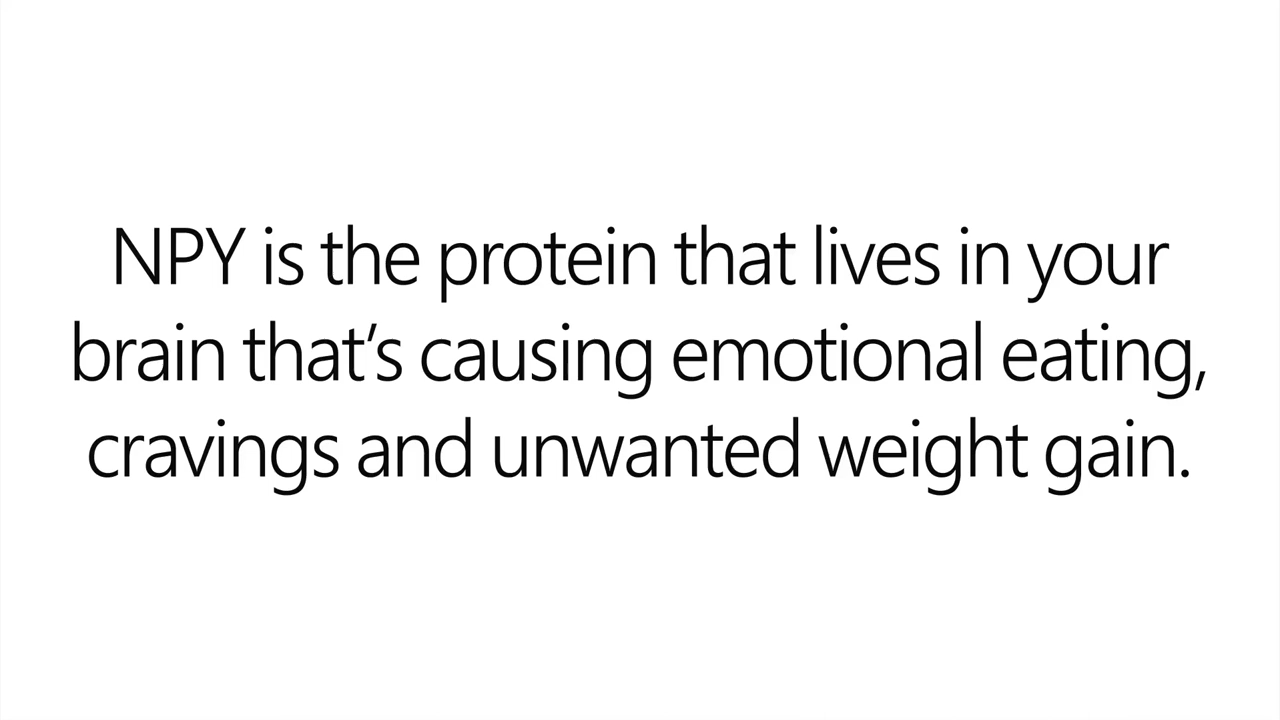 NPY is the protein that lives in your
brain that’s causing emotional eating,
cravings and unwanted weight gain.